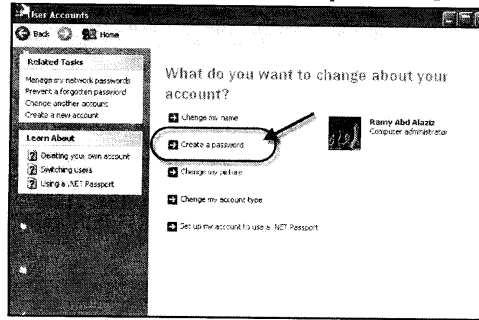 User Accounts
Back
Home
Related Tasks
Manage my network passwords
Prevent a forgotten password
Change another account
Create a new account
Learn About
Deleting your own account
Switching users
Using a .NET Passport
What do you want to change about your
account?
Change my name
Create a password
Change my picture
Change my account type
Set up my account to use a .NET Passport
Ramy Abd Alaziz
Computer administrator